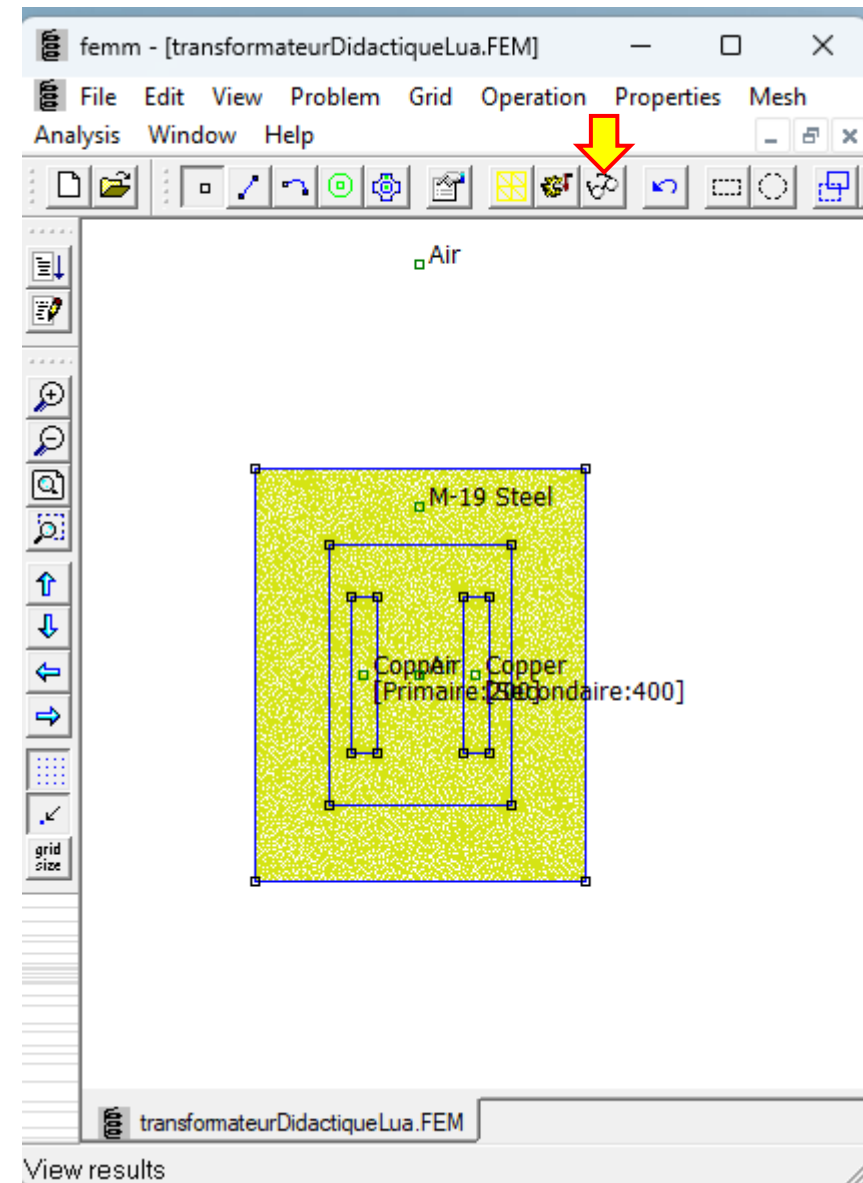 femm - [transformateurDidactiqueLua.FEM]
File Edit View Problem Grid Operation Properties Mesh
Analysis Window Help
Air
M-19 Steel
Copper Air Copper
[Primaire:200] [Secondaire:400]
grid
size
transformateurDidactiqueLua.FEM
View results